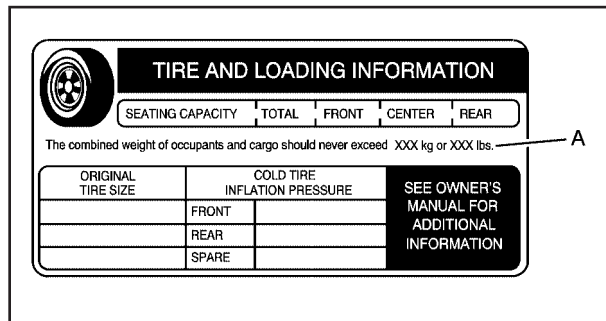 TIRE AND LOADING INFORMATION
SEATING CAPACITY TOTAL FRONT CENTER REAR
The combined weight of occupants and cargo should never exceed XXX kg or XXX lbs.
A
ORIGINAL
TIRE SIZE
COLD TIRE
INFLATION PRESSURE
FRONT
REAR
SPARE
SEE OWNER'S
MANUAL FOR
ADDITIONAL
INFORMATION